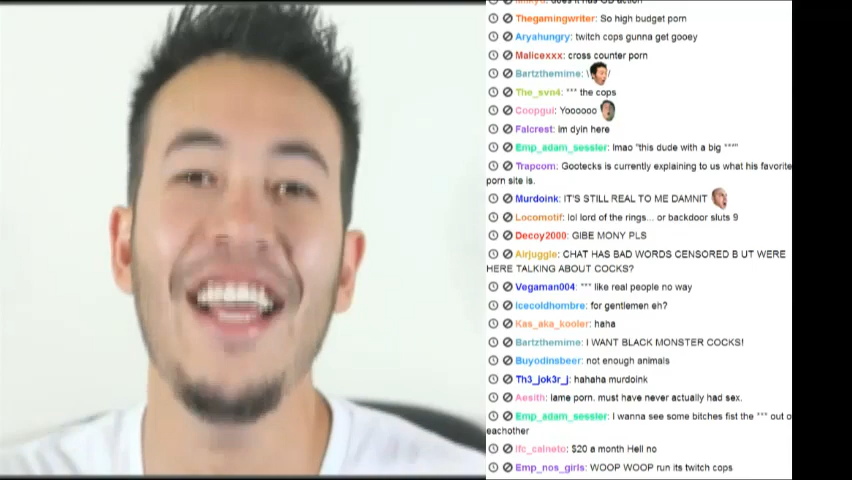 Thegamingwriter: So high budget porn
Aryahungry: twitch cops gunna get gooey
Malicexxx: cross counter porn
Bartzthemime: \ /
The_svn4: *** the cops
Coopgui: Yoooooo
Falcrest: im dyin here
Emp_adam_sessler: lmao "this dude with a big ***"
Trapcom: Gootecks is currently explaining to us what his favorite
porn site is.
Murdoink: IT'S STILL REAL TO ME DAMNIT
Locomotif: lol lord of the rings... or backdoor sluts 9
Decoy2000: GIBE MONY PLS
Airjuggle: CHAT HAS BAD WORDS CENSORED B UT WERE
HERE TALKING ABOUT COCKS?
Vegaman004: *** like real people no way
Icecoldhombre: for gentlemen eh?
Kas_aka_kooler: haha
Bartzthemime: I WANT BLACK MONSTER COCKS!
Buyodinsbeer: not enough animals
Th3_jok3r_j: hahaha murdoink
Aesith: lame porn. must have never actually had sex.
Emp_adam_sessler: I wanna see some bitches fist the *** out o
eachother
lfc_calneto: $20 a month Hell no
Emp_nos_girls: WOOP WOOP run its twitch cops